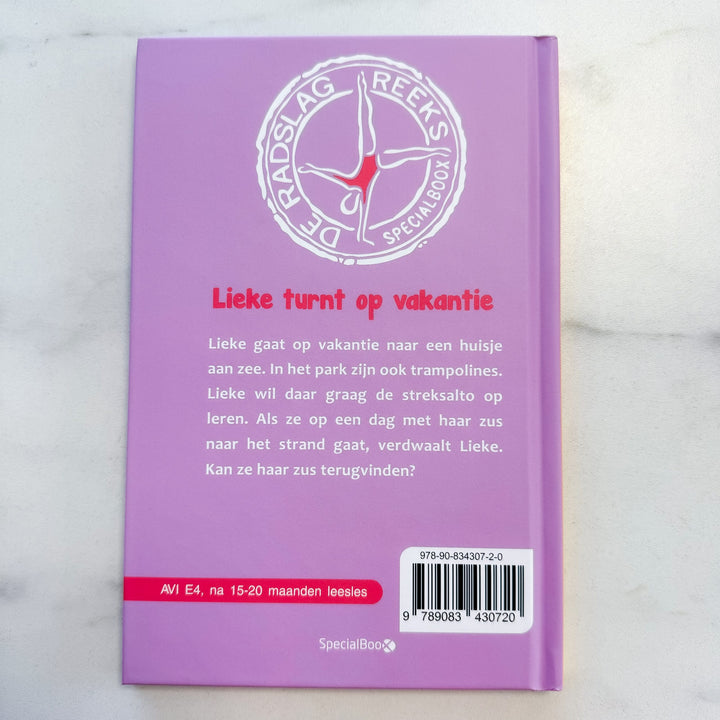 DE RADSLAG REEKS
SPECIALBOOX
Lieke turnt op vakantie
Lieke gaat op vakantie naar een huisje
aan zee. In het park zijn ook trampolines.
Lieke wil daar graag de streksalto op
leren. Als ze op een dag met haar zus
naar het strand gaat, verdwaalt Lieke.
Kan ze haar zus terugvinden?
978-90-834307-2-0
AVI E4, na 15-20 maanden leesles
9 789083 430720
SpecialBoox